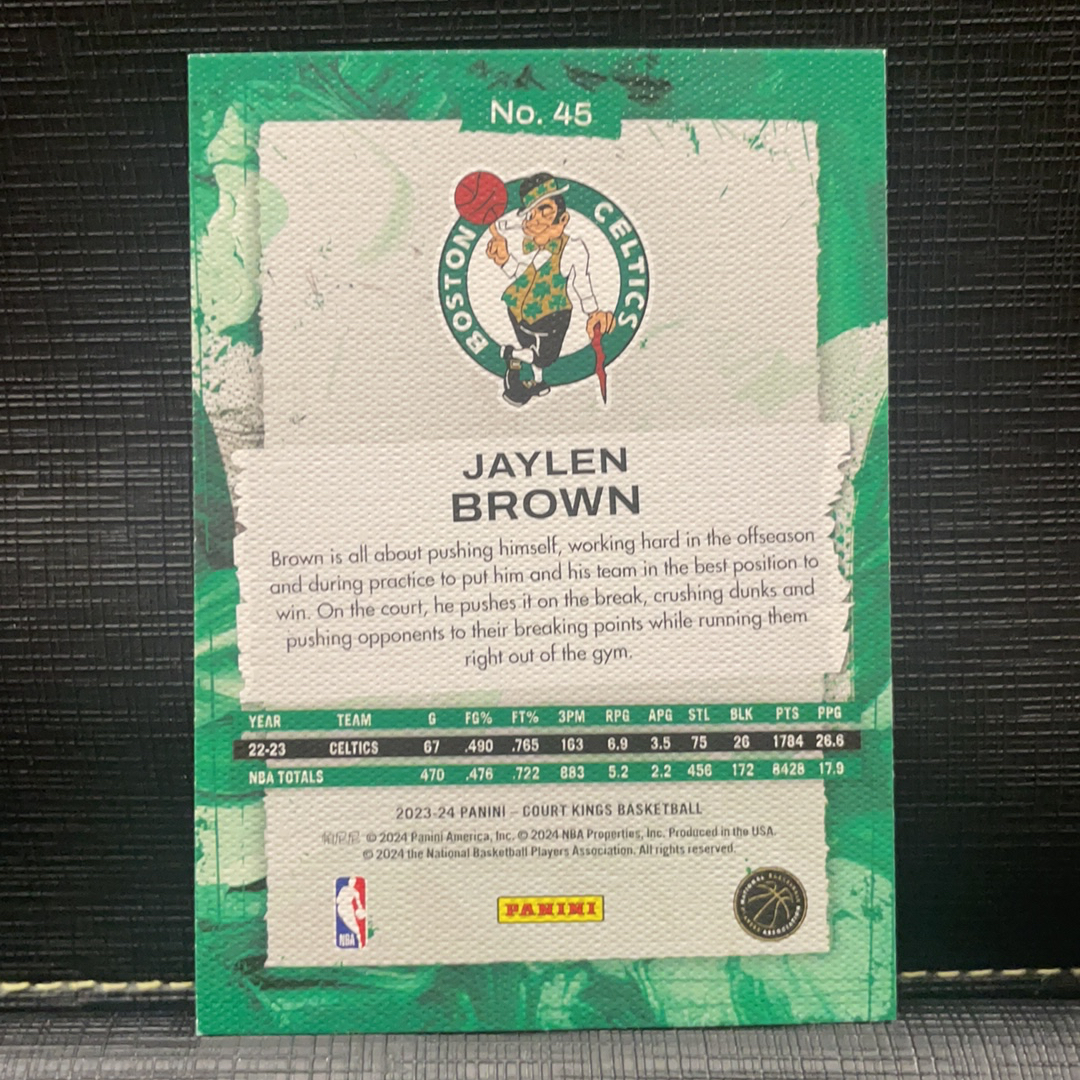 No. 45
BOSTON CELTICS
JAYLEN
BROWN
Brown is all about pushing himself, working hard in the offseason
and during practice to put him and his team in the best position to
win. On the court, he pushes it on the break, crushing dunks and
pushing opponents to their breaking points while running them
right out of the gym.
YEAR TEAM G FG% FT% 3PM RPG APG STL BLK PTS PPG
22-23 CELTICS 67 .490 .765 163 6.9 3.5 75 26 1784 26.6
NBA TOTALS 470 .476 .722 883 5.2 2.2 456 172 8428 17.9
2023-24 PANINI – COURT KINGS BASKETBALL
帕尼尼 © 2024 Panini America, Inc. © 2024 NBA Properties, Inc. Produced in the USA.
© 2024 the National Basketball Players Association. All rights reserved.
NBA
PANINI